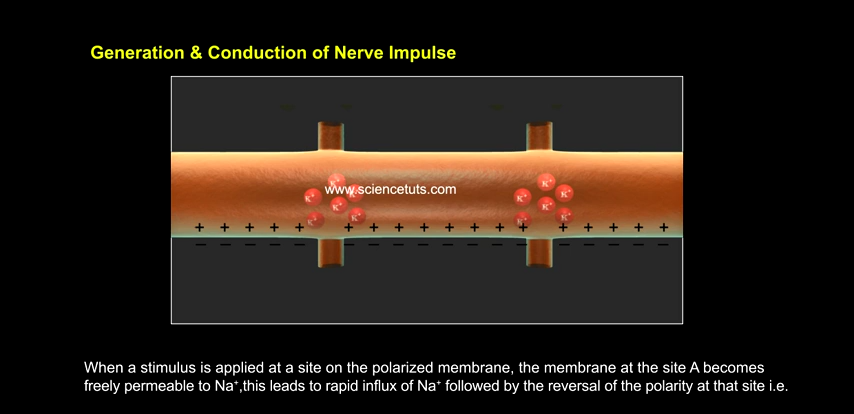 Generation & Conduction of Nerve Impulse
K⁺ K⁺
www.sciencetuts.com
K⁺ K⁺ K⁺ K⁺
K⁺ K⁺
K⁺ K⁺ K⁺ K⁺
+ + + + + + + + + + + + + + + + + +
− − − − − − − − − − − − − − − − − −
When a stimulus is applied at a site on the polarized membrane, the membrane at the site A becomes
freely permeable to Na⁺,this leads to rapid influx of Na⁺ followed by the reversal of the polarity at that site i.e.